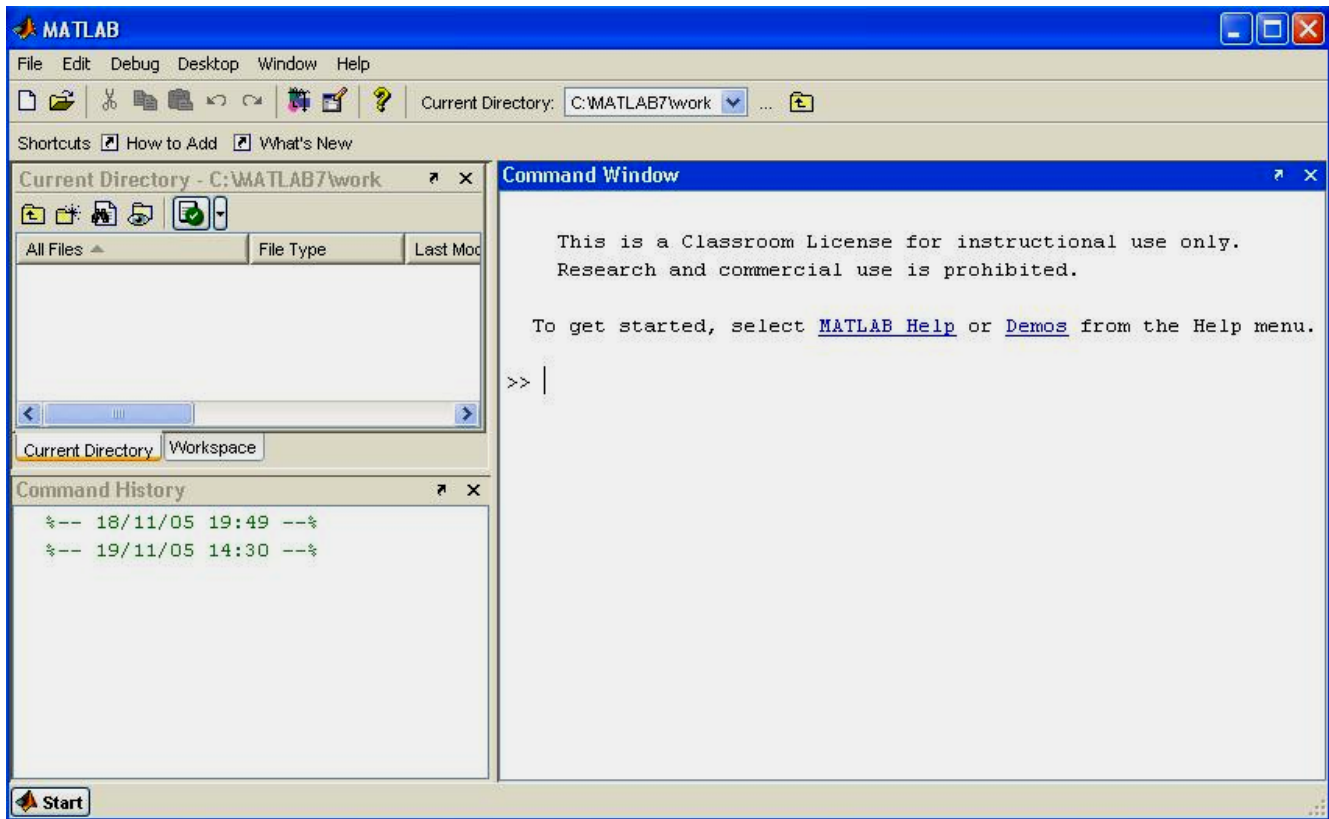 MATLAB
File Edit Debug Desktop Window Help
? Current Directory: C:\MATLAB7\work ...
Shortcuts How to Add What's New
Current Directory - C:\MATLAB7\work
All Files File Type Last Mod
Current Directory Workspace
Command History
%-- 18/11/05 19:49 --%
%-- 19/11/05 14:30 --%
Command Window
This is a Classroom License for instructional use only.
Research and commercial use is prohibited.
To get started, select MATLAB Help or Demos from the Help menu.
>>
Start